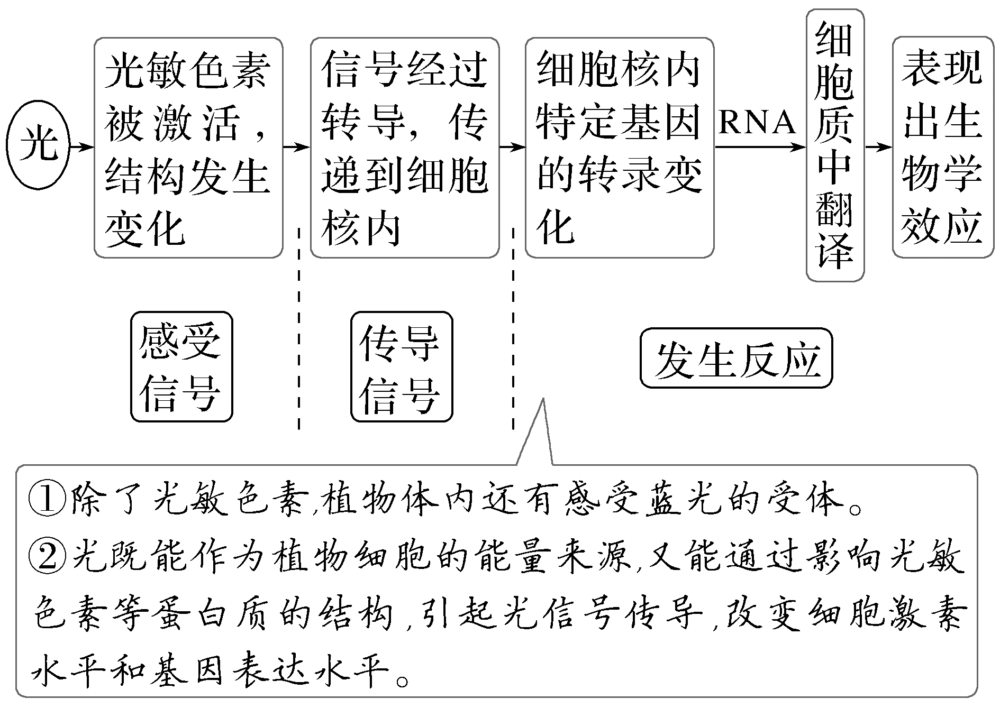 光
光敏色素
被激活，
结构发生
变化
信号经过
转导，传
递到细胞
核内
细胞核内
特定基因
的转录变
化
RNA
细胞质中翻译
表现
出生
物学
效应
感受
信号
传导
信号
发生反应
①除了光敏色素,植物体内还有感受蓝光的受体。
②光既能作为植物细胞的能量来源,又能通过影响光敏
色素等蛋白质的结构,引起光信号传导,改变细胞激素
水平和基因表达水平。